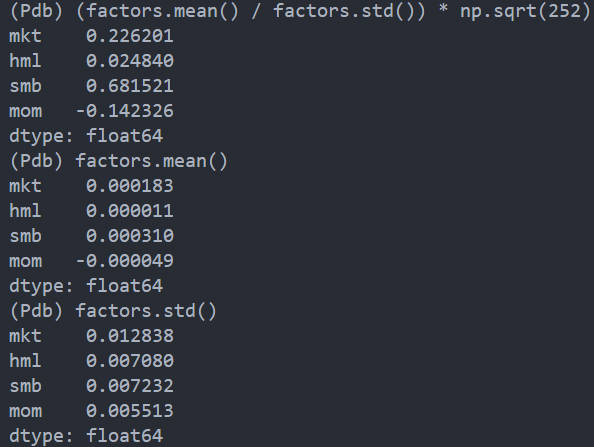 (Pdb) (factors.mean() / factors.std()) * np.sqrt(252)
mkt    0.226201
hml    0.024840
smb    0.681521
mom   -0.142326
dtype: float64
(Pdb) factors.mean()
mkt    0.000183
hml    0.000011
smb    0.000310
mom   -0.000049
dtype: float64
(Pdb) factors.std()
mkt    0.012838
hml    0.007080
smb    0.007232
mom    0.005513
dtype: float64